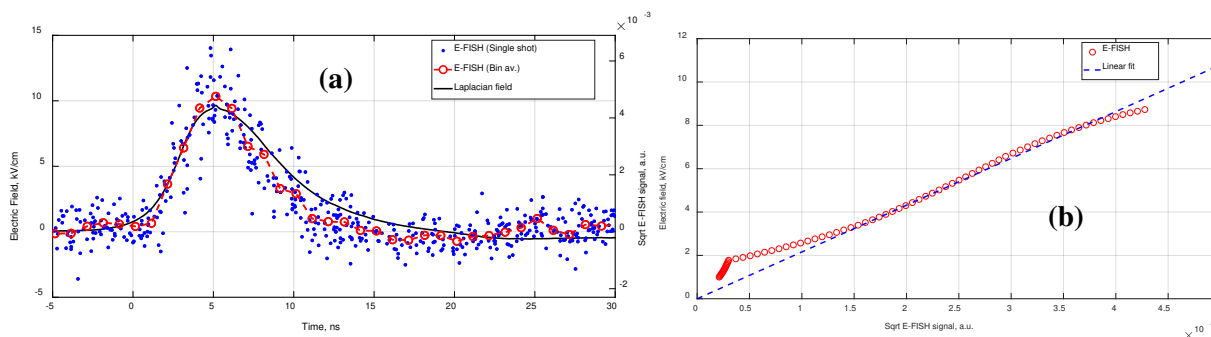 × 10 -3
15
10
5
0
-5
Electric Field, kV/cm
E-FISH (Single shot)
E-FISH (Bin av.)
Laplacian field
(a)
6
4
2
0
-2
Sqrt E-FISH signal, a.u.
-5 0 5 10 15 20 25 30
Time, ns
12
10
8
6
4
2
0
Electric field, kV/cm
E-FISH
Linear fit
(b)
0 0.5 1 1.5 2 2.5 3 3.5 4 4.5
Sqrt E-FISH signal, a.u.
× 10